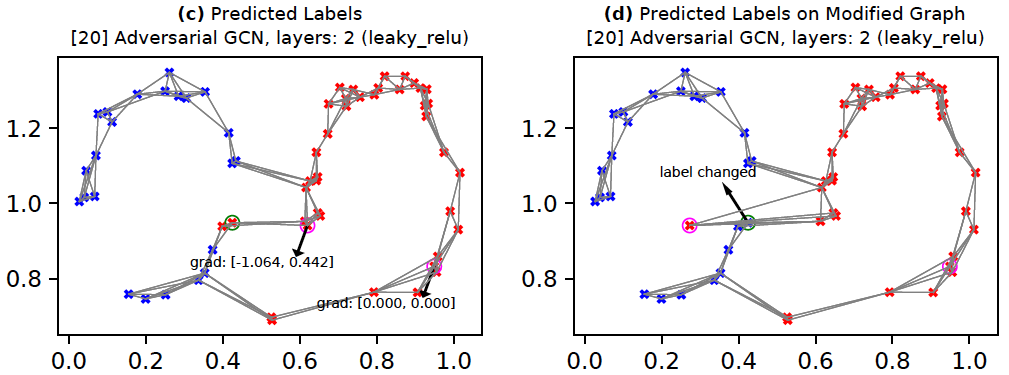 (c) Predicted Labels
[20] Adversarial GCN, layers: 2 (leaky_relu)
1.2
1.0
0.8
grad: [-1.064, 0.442]
grad: [0.000, 0.000]
0.0 0.2 0.4 0.6 0.8 1.0
(d) Predicted Labels on Modified Graph
[20] Adversarial GCN, layers: 2 (leaky_relu)
1.2
1.0
0.8
label changed
0.0 0.2 0.4 0.6 0.8 1.0